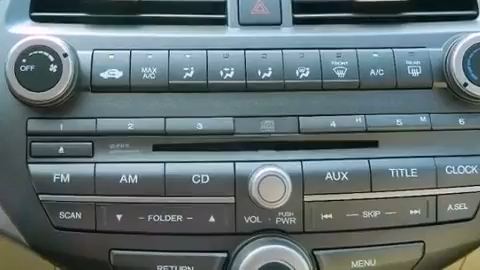 OFF
MAX A/C
FRONT
A/C
REAR
1 2 3 4 5 6
H M
FM AM CD AUX TITLE CLOCK
SCAN FOLDER VOL PUSH PWR SKIP A.SEL
RETURN MENU